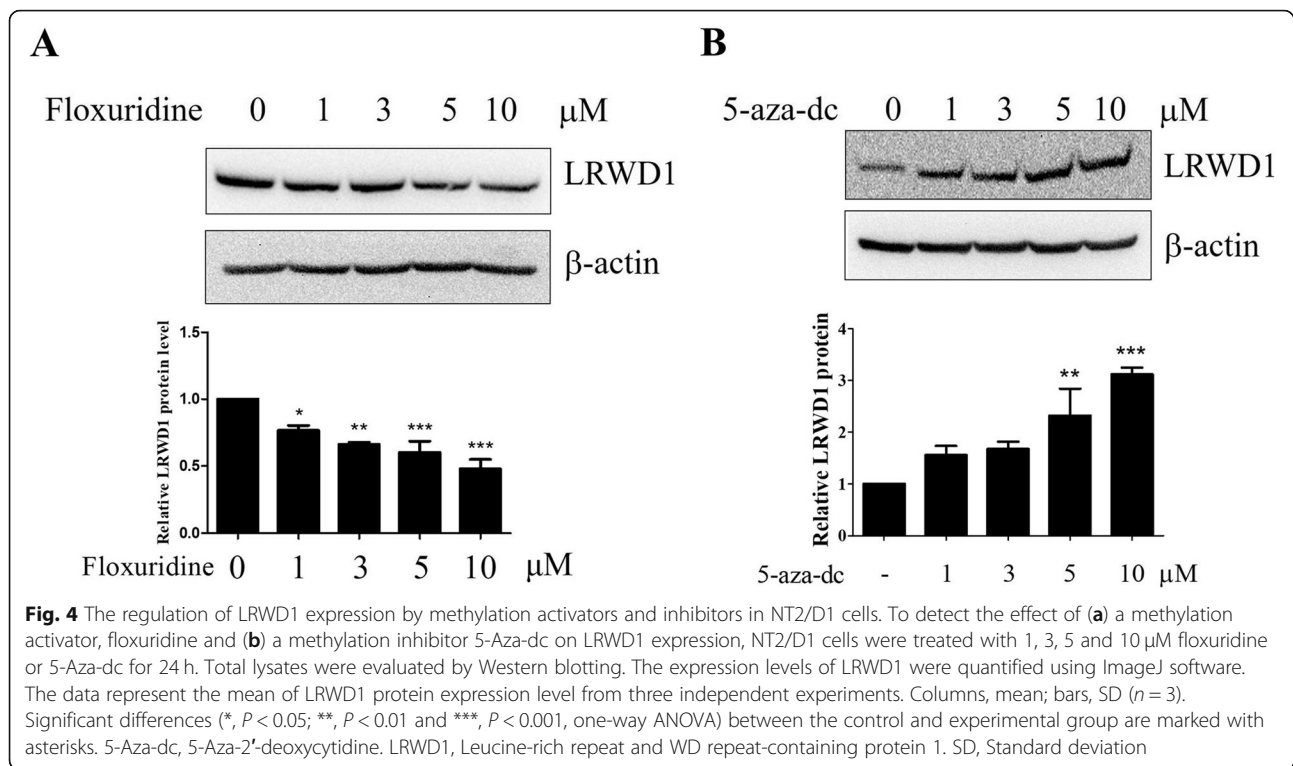 A
Floxuridine 0 1 3 5 10 μM
LRWD1
β-actin
Relative LRWD1 protein level
1.5
1.0
0.5
0.0
* ** *** ***
Floxuridine 0 1 3 5 10 μM
B
5-aza-dc 0 1 3 5 10 μM
LRWD1
β-actin
Relative LRWD1 protein
4
3
2
1
0
** ***
5-aza-dc - 1 3 5 10 μM
Fig. 4 The regulation of LRWD1 expression by methylation activators and inhibitors in NT2/D1 cells. To detect the effect of (a) a methylation
activator, floxuridine and (b) a methylation inhibitor 5-Aza-dc on LRWD1 expression, NT2/D1 cells were treated with 1, 3, 5 and 10 μM floxuridine
or 5-Aza-dc for 24 h. Total lysates were evaluated by Western blotting. The expression levels of LRWD1 were quantified using ImageJ software.
The data represent the mean of LRWD1 protein expression level from three independent experiments. Columns, mean; bars, SD (n = 3).
Significant differences (*, P < 0.05; **, P < 0.01 and ***, P < 0.001, one-way ANOVA) between the control and experimental group are marked with
asterisks. 5-Aza-dc, 5-Aza-2′-deoxycytidine. LRWD1, Leucine-rich repeat and WD repeat-containing protein 1. SD, Standard deviation